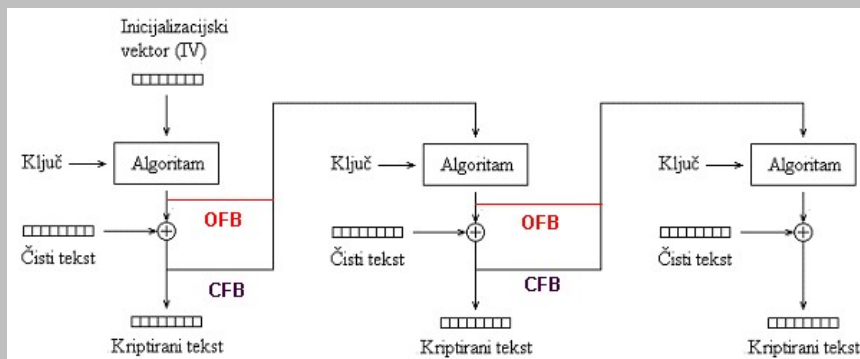 Inicijalizacijski
vektor (IV)
Ključ
Algoritam
Ključ
Algoritam
Ključ
Algoritam
OFB
OFB
Čisti tekst
Čisti tekst
Čisti tekst
CFB
CFB
Kriptirani tekst
Kriptirani tekst
Kriptirani tekst